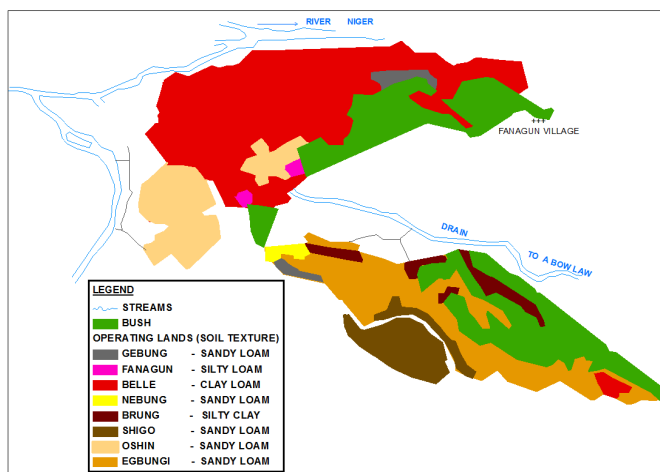 RIVER NIGER
FANAGUN VILLAGE
DRAIN
TO A BOW LAW
LEGEND
STREAMS
BUSH
OPERATING LANDS (SOIL TEXTURE)
GEBUNG - SANDY LOAM
FANAGUN - SILTY LOAM
BELLE - CLAY LOAM
NEBUNG - SANDY LOAM
BRUNG - SILTY CLAY
SHIGO - SANDY LOAM
OSHIN - SANDY LOAM
EGBUNGI - SANDY LOAM